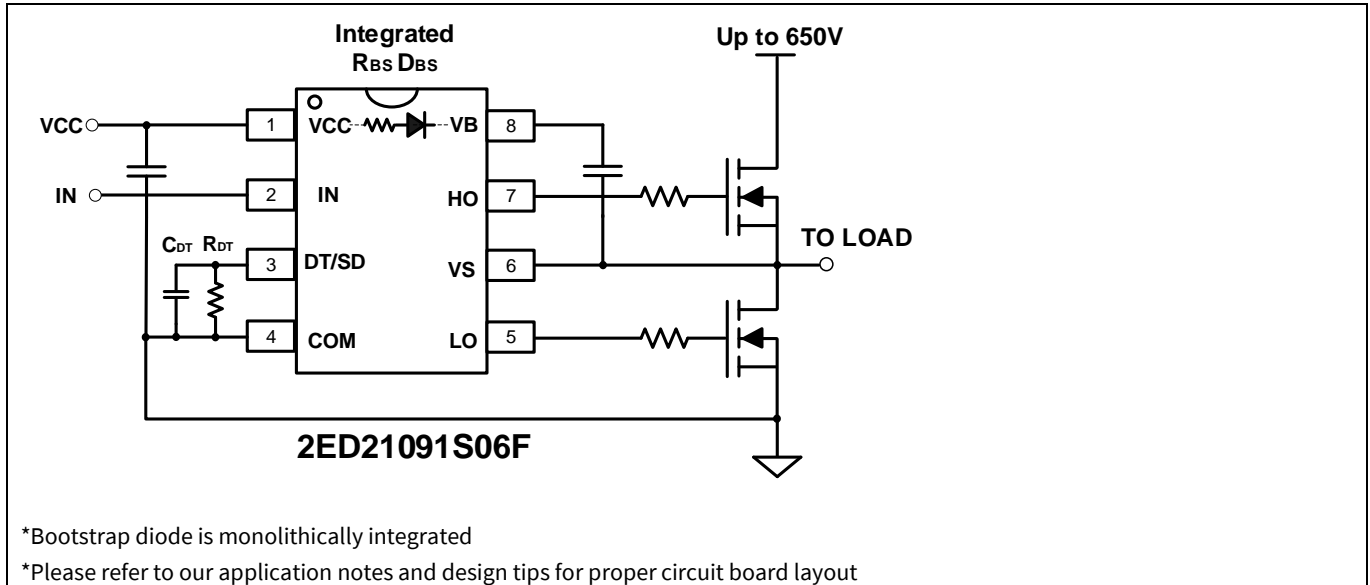 Integrated
RBS DBS
Up to 650V
VCC
1
VCC
VB
8
IN
2
IN
HO
7
CDT RDT
TO LOAD
3
DT/SD
VS
6
4
COM
LO
5
2ED21091S06F
*Bootstrap diode is monolithically integrated
*Please refer to our application notes and design tips for proper circuit board layout